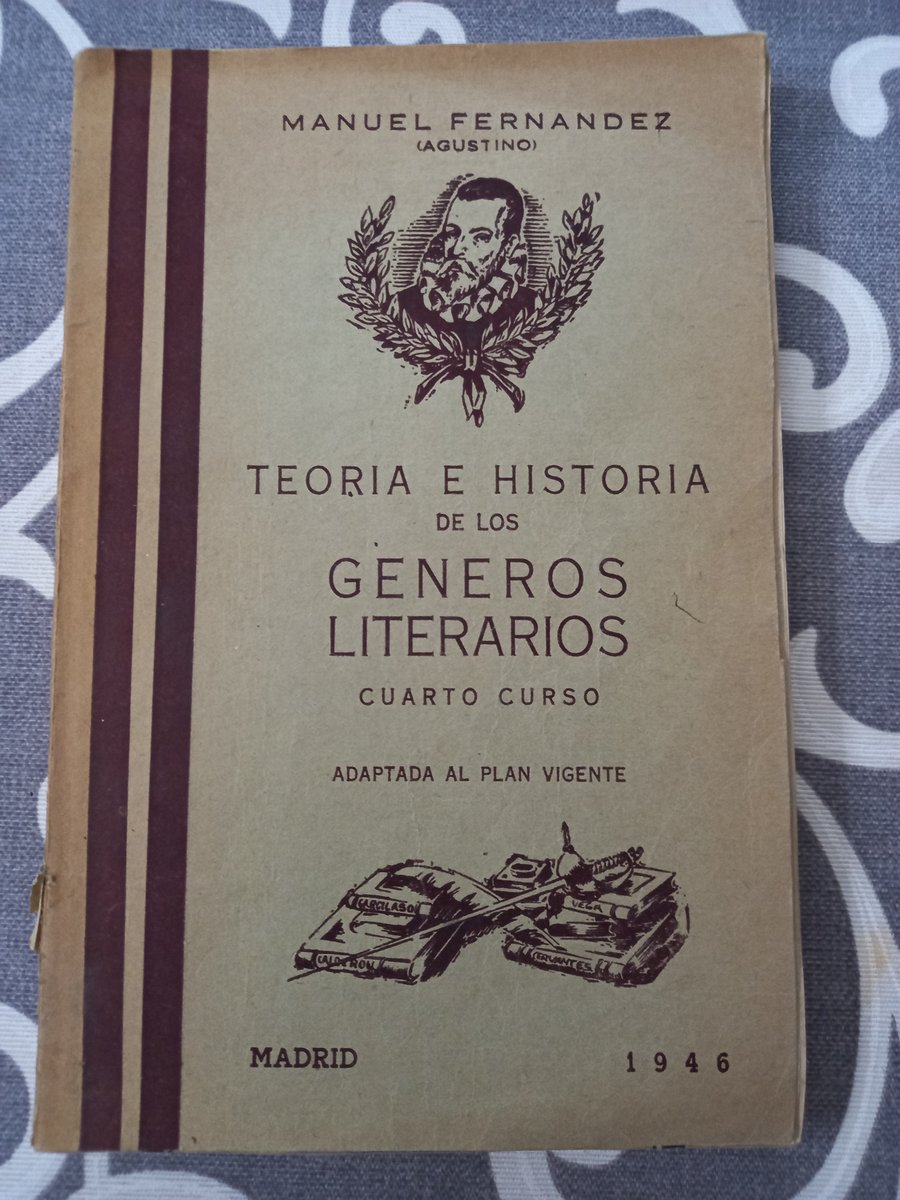 MANUEL FERNANDEZ
(AGUSTINO)
TEORIA E HISTORIA
DE LOS
GENEROS
LITERARIOS
CUARTO CURSO
ADAPTADA AL PLAN VIGENTE
GARCILASO
CALDERON
VEGA
CERVANTES
MADRID 1946